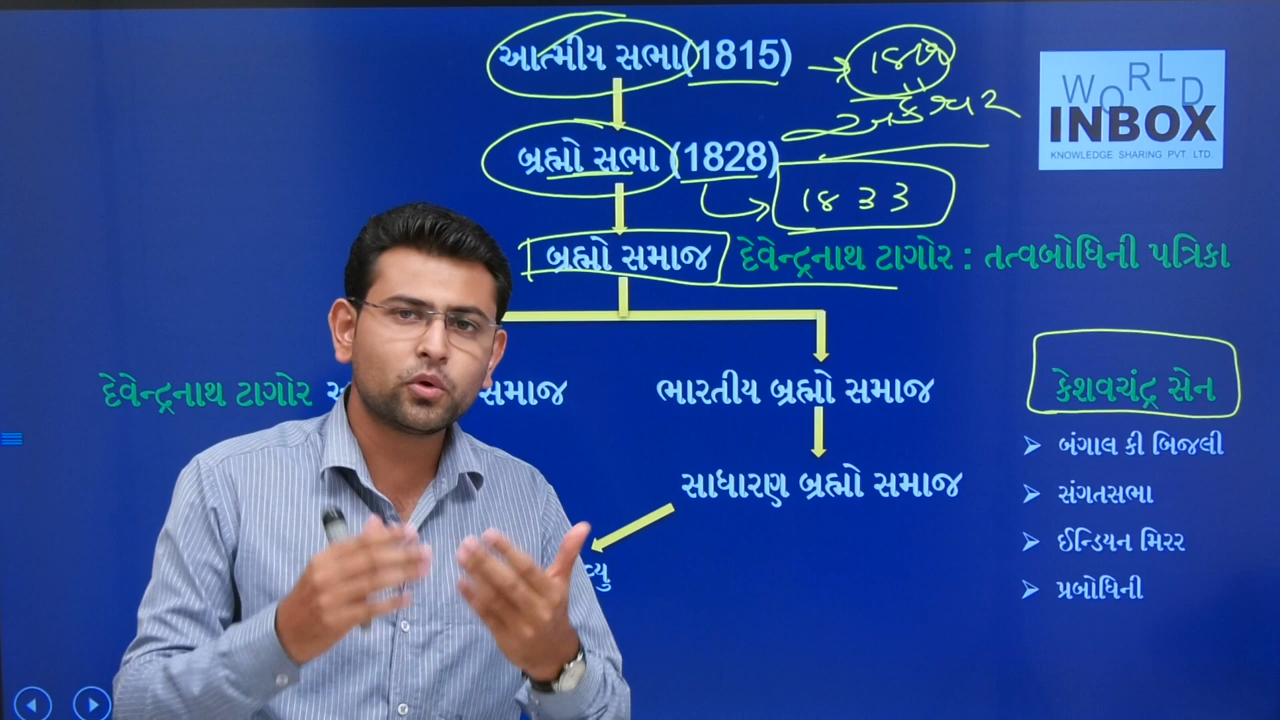 આત્મીય સભા(1815)
WORLD
INBOX
KNOWLEDGE SHARING PVT. LTD.
બ્રહ્મો સભા (1828)
૧૮૩૩
બ્રહ્મો સમાજ દેવેન્દ્રનાથ ટાગોર : તત્વબોધિની પત્રિકા
દેવેન્દ્રનાથ ટાગોર સમાજ
ભારતીય બ્રહ્મો સમાજ
કેશવચંદ્ર સેન
બંગાલ કી બિજલી
સાધારણ બ્રહ્મો સમાજ
સંગતસભા
ઈન્ડિયન મિરર
પ્રબોધિની